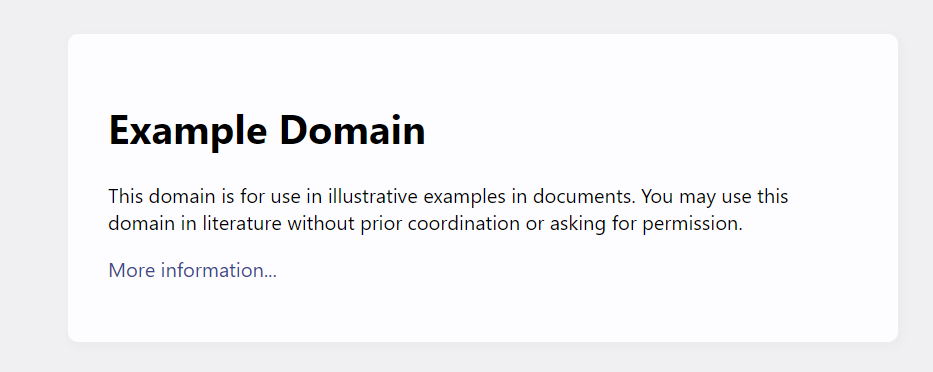 Example Domain
This domain is for use in illustrative examples in documents. You may use this
domain in literature without prior coordination or asking for permission.
More information...